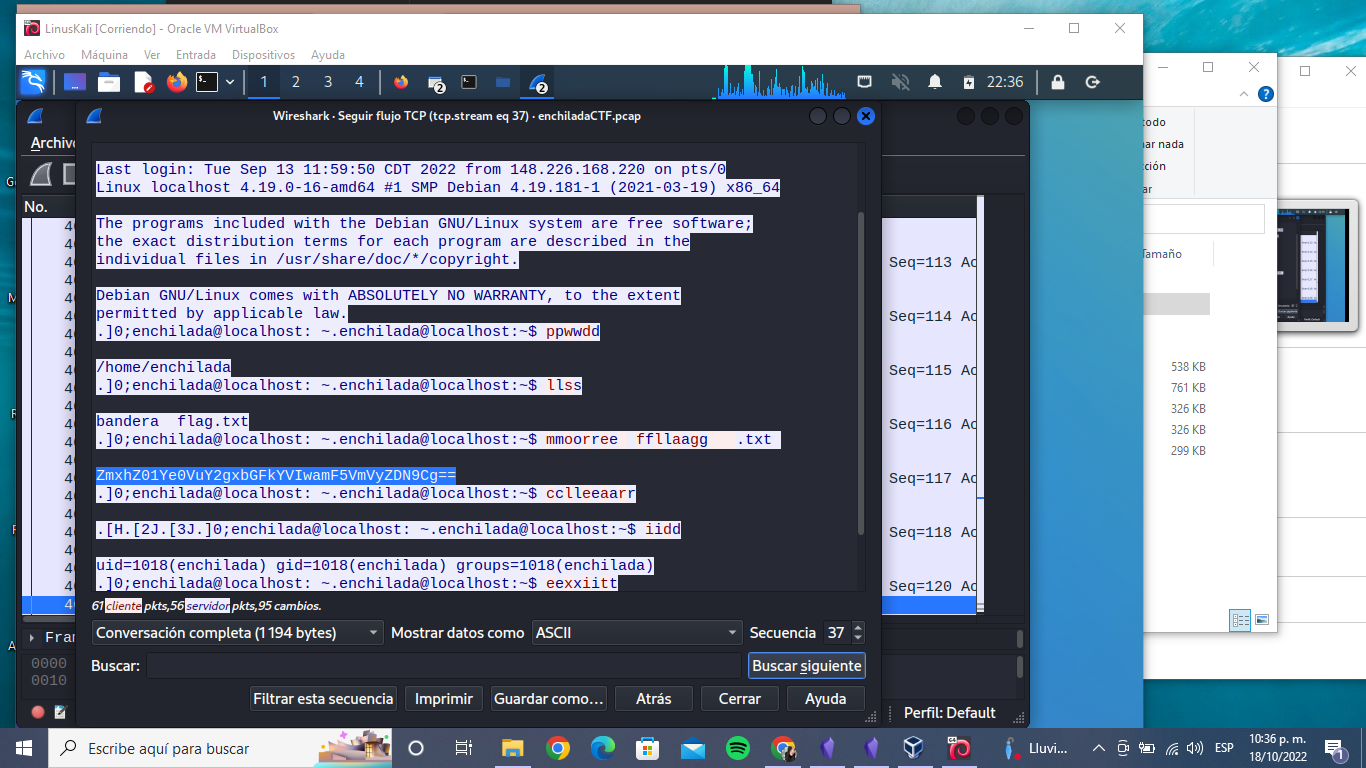 LinusKali [Corriendo] - Oracle VM VirtualBox
Archivo Máquina Ver Entrada Dispositivos Ayuda
1 2 3 4 2 2 22:36
Wireshark · Seguir flujo TCP (tcp.stream eq 37) · enchiladaCTF.pcap
Archivo
No.
Last login: Tue Sep 13 11:59:50 CDT 2022 from 148.226.168.220 on pts/0
Linux localhost 4.19.0-16-amd64 #1 SMP Debian 4.19.181-1 (2021-03-19) x86_64
The programs included with the Debian GNU/Linux system are free software;
the exact distribution terms for each program are described in the
individual files in /usr/share/doc/*/copyright.
Debian GNU/Linux comes with ABSOLUTELY NO WARRANTY, to the extent
permitted by applicable law.
.]0;enchilada@localhost: ~.enchilada@localhost:~$ ppwwdd
/home/enchilada
.]0;enchilada@localhost: ~.enchilada@localhost:~$ llss
bandera  flag.txt
.]0;enchilada@localhost: ~.enchilada@localhost:~$ mmoorree  ffllaagg   .txt
ZmxhZ01Ye0VuY2gxbGFkYVIwamF5VmVyZDN9Cg==
.]0;enchilada@localhost: ~.enchilada@localhost:~$ cclleeaarr
.[H.[2J.[3J.]0;enchilada@localhost: ~.enchilada@localhost:~$ iidd
uid=1018(enchilada) gid=1018(enchilada) groups=1018(enchilada)
.]0;enchilada@localhost: ~.enchilada@localhost:~$ eexxiitt
Seq=113 Ac
Seq=114 Ac
Seq=115 Ac
Seq=116 Ac
Seq=117 Ac
Seq=118 Ac
Seq=120 Ac
61 cliente pkts, 56 servidor pkts, 95 cambios.
Conversación completa (1 194 bytes) Mostrar datos como ASCII Secuencia 37
Buscar: Buscar siguiente
Filtrar esta secuencia Imprimir Guardar como… Atrás Cerrar Ayuda
Fram
0000
0010
Perfil: Default
todo
nar nada
ción
ar
Tamaño
538 KB
761 KB
326 KB
326 KB
299 KB
Escribe aquí para buscar
Lluvi... ESP 10:36 p. m.
18/10/2022
1